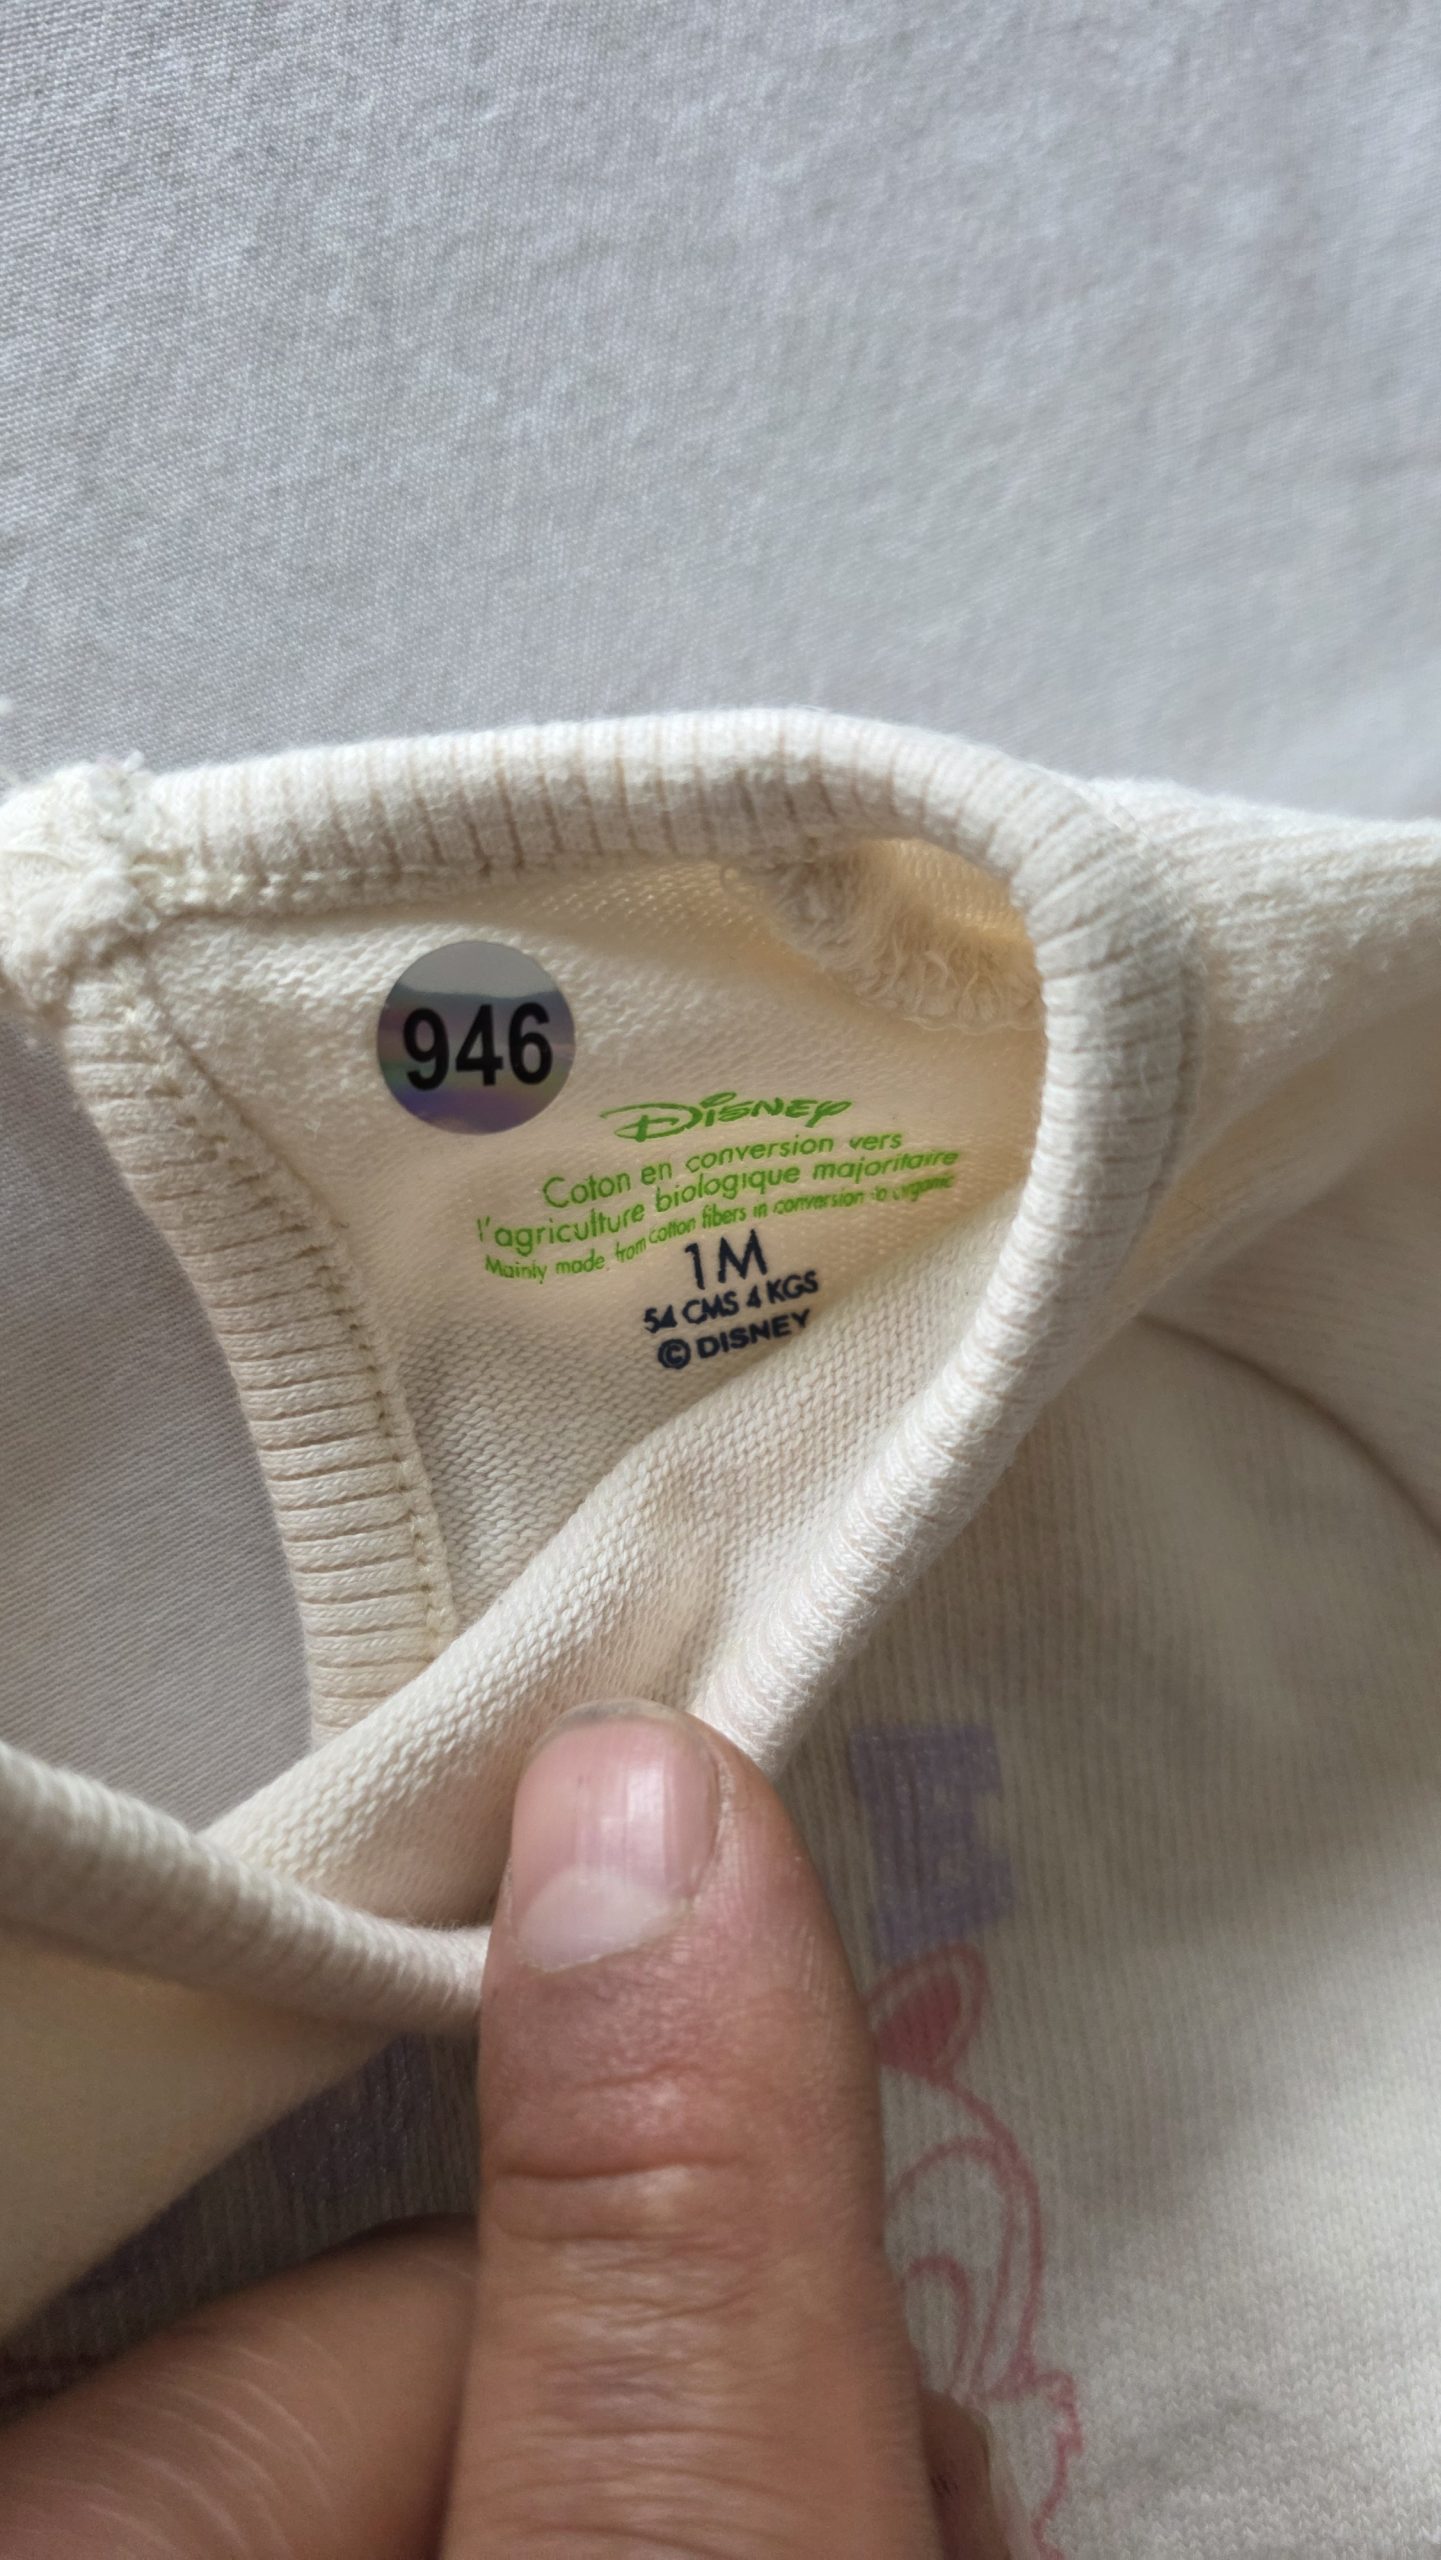 946
Disney
Coton en conversion vers
l'agriculture biologique majoritaire
Mainly made from cotton fibers in conversion to organic
1M
54 CMS 4 KGS
© DISNEY